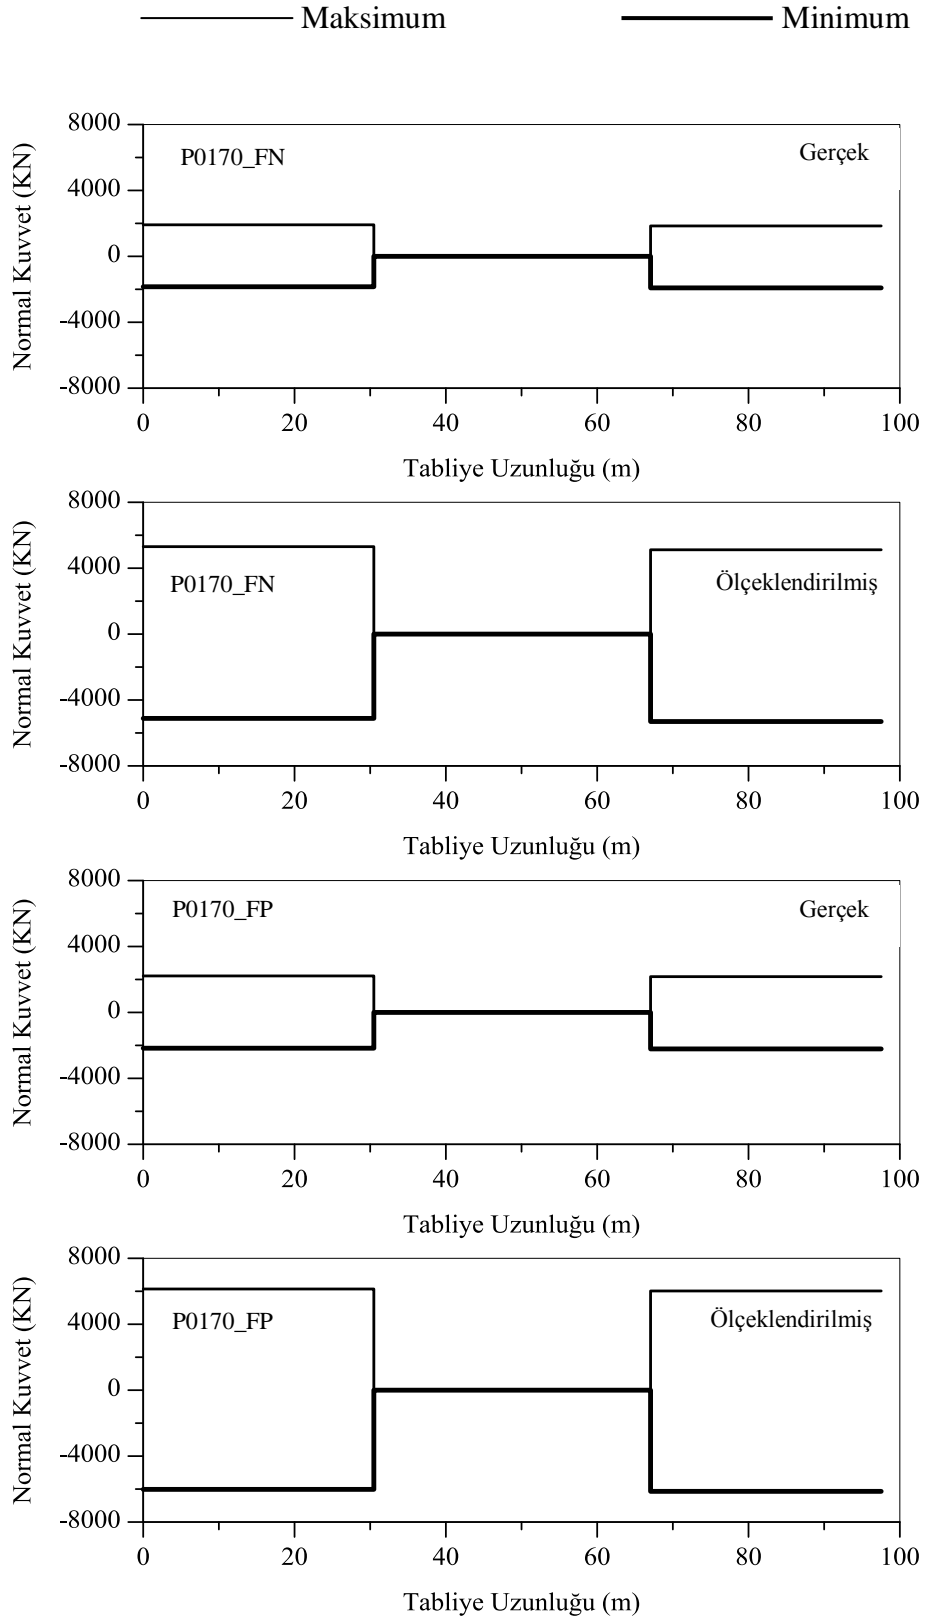 Maksimum Minimum
8000
P0170_FN Gerçek
4000
0
-4000
-8000
0 20 40 60 80 100
Normal Kuvvet (KN)
Tabliye Uzunluğu (m)
8000
4000
P0170_FN Ölçeklendirilmiş
0
-4000
-8000
0 20 40 60 80 100
Normal Kuvvet (KN)
Tabliye Uzunluğu (m)
8000
P0170_FP Gerçek
4000
0
-4000
-8000
0 20 40 60 80 100
Normal Kuvvet (KN)
Tabliye Uzunluğu (m)
8000
P0170_FP Ölçeklendirilmiş
4000
0
-4000
-8000
0 20 40 60 80 100
Normal Kuvvet (KN)
Tabliye Uzunluğu (m)